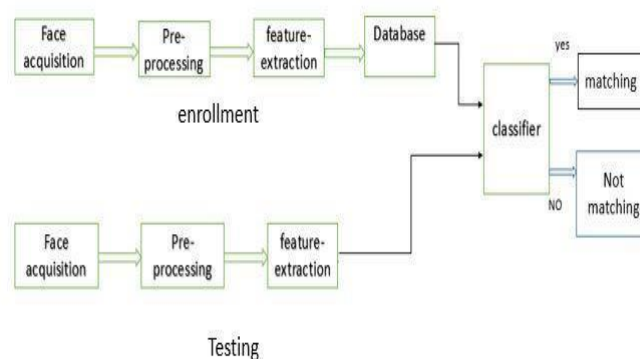 Face
acquisition
Pre-
processing
feature-
extraction
Database
enrollment
classifier
yes
matching
NO
Not
matching
Face
acquisition
Pre-
processing
feature-
extraction
Testing